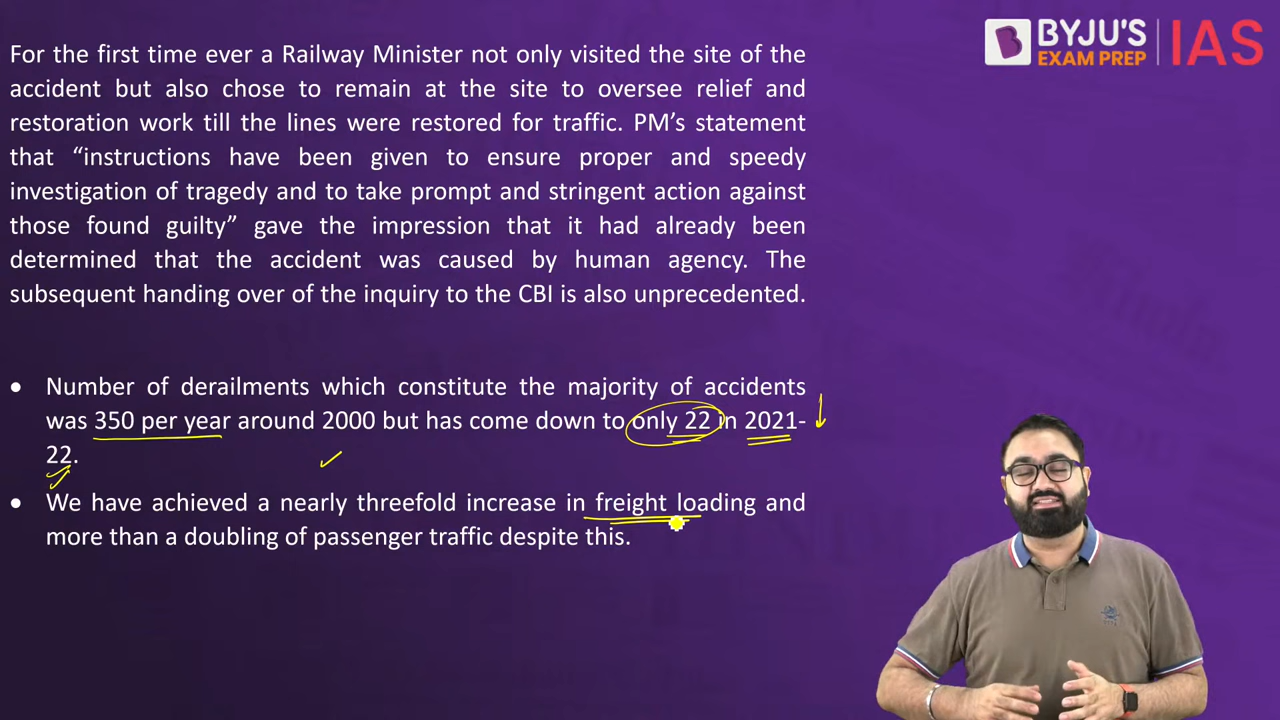 BYJU'S
EXAM PREP
IAS
For the first time ever a Railway Minister not only visited the site of the
accident but also chose to remain at the site to oversee relief and
restoration work till the lines were restored for traffic. PM's statement
that “instructions have been given to ensure proper and speedy
investigation of tragedy and to take prompt and stringent action against
those found guilty” gave the impression that it had already been
determined that the accident was caused by human agency. The
subsequent handing over of the inquiry to the CBI is also unprecedented.
• Number of derailments which constitute the majority of accidents
was 350 per year around 2000 but has come down to only 22 in 2021-
22.
• We have achieved a nearly threefold increase in freight loading and
more than a doubling of passenger traffic despite this.